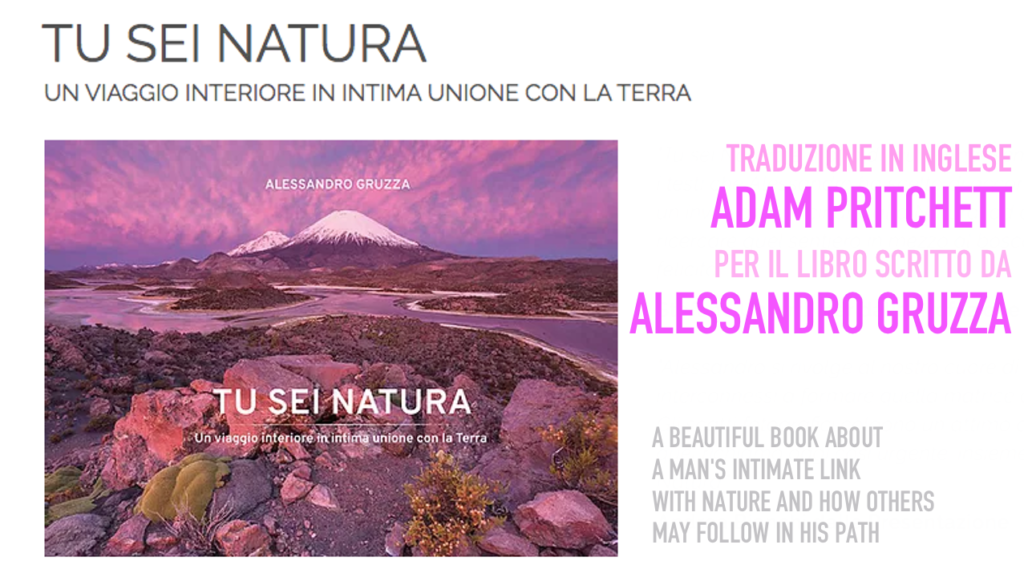 TU SEI NATURA
UN VIAGGIO INTERIORE IN INTIMA UNIONE CON LA TERRA
ALESSANDRO GRUZZA
TU SEI NATURA
Un viaggio interiore in intima unione con la Terra
TRADUZIONE IN INGLESE
ADAM PRITCHETT
PER IL LIBRO SCRITTO DA
ALESSANDRO GRUZZA
A BEAUTIFUL BOOK ABOUT
A MAN'S INTIMATE LINK
WITH NATURE AND HOW OTHERS
MAY FOLLOW IN HIS PATH